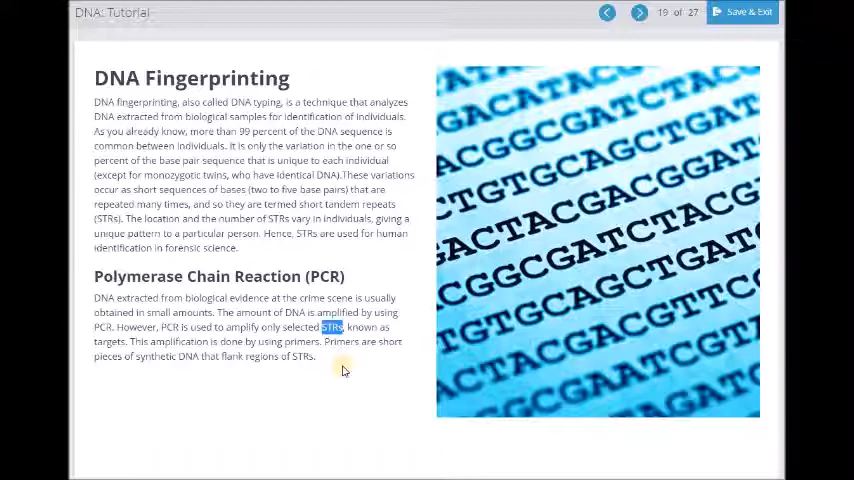 DNA: Tutorial
19 of 27
Save & Exit
DNA Fingerprinting
DNA fingerprinting, also called DNA typing, is a technique that analyzes
DNA extracted from biological samples for identification of individuals.
As you already know, more than 99 percent of the DNA sequence is
common between individuals. It is only the variation in the one or so
percent of the base pair sequence that is unique to each individual
(except for monozygotic twins, who have identical DNA).These variations
occur as short sequences of bases (two to five base pairs) that are
repeated many times, and so they are termed short tandem repeats
(STRs). The location and the number of STRs vary in individuals, giving a
unique pattern to a particular person. Hence, STRs are used for human
identification in forensic science.
Polymerase Chain Reaction (PCR)
DNA extracted from biological evidence at the crime scene is usually
obtained in small amounts. The amount of DNA is amplified by using
PCR. However, PCR is used to amplify only selected STRs, known as
targets. This amplification is done by using primers. Primers are short
pieces of synthetic DNA that flank regions of STRs.
GACATACGATC
ACGGCGATCTAC
CTGTGCAGCTGAT
GACTACGACGGATCTACG
ACGGCGATCTACG
GTGTGCAGCTGATC
GACTACGACGTTC
ACTACGACG